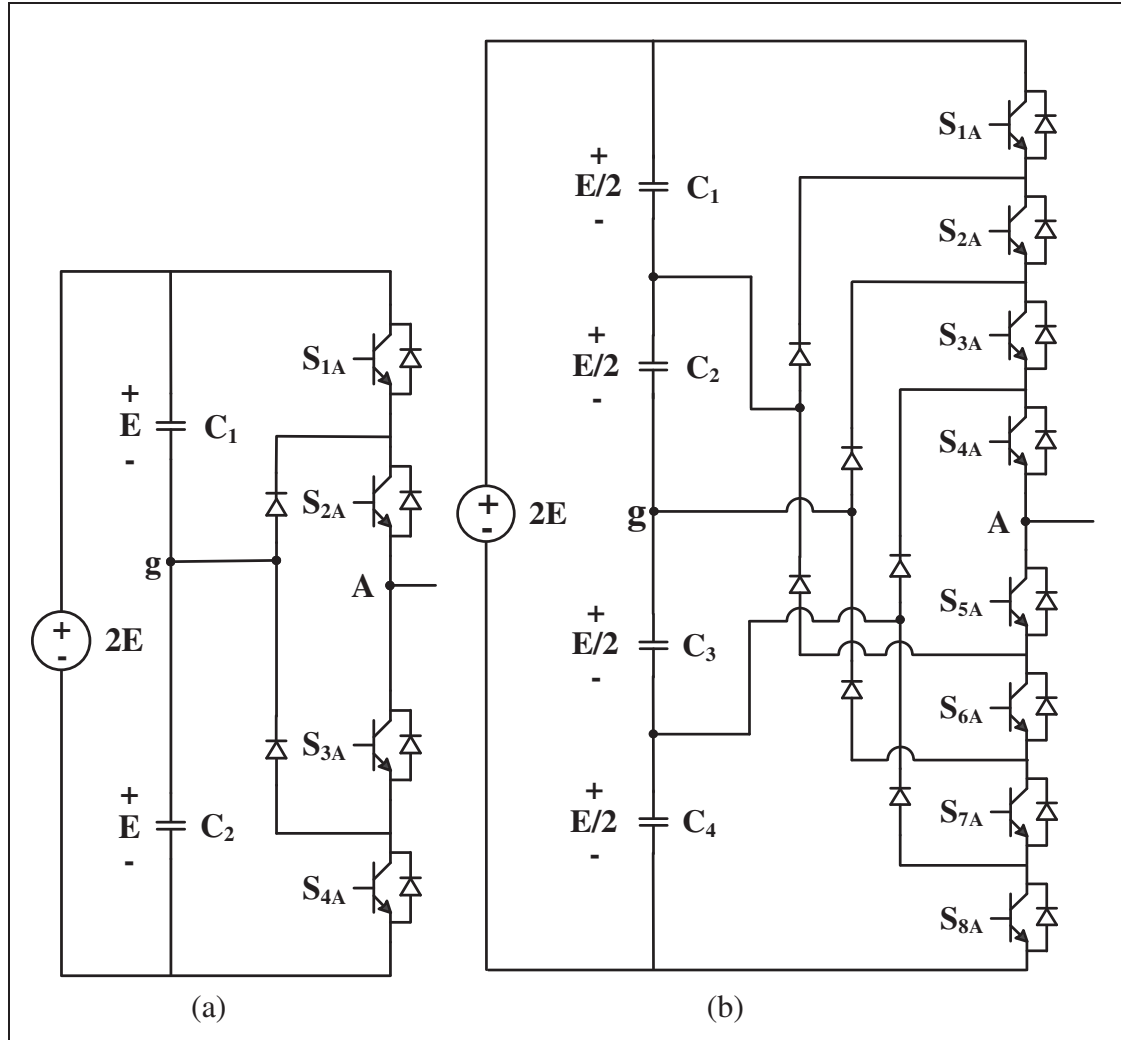 +
E
-
C₁
g
+
-
2E
+
E
-
C₂
S₁A
S₂A
A
S₃A
S₄A
(a)
+
E/2
-
C₁
+
E/2
-
C₂
g
+
-
2E
+
E/2
-
C₃
+
E/2
-
C₄
S₁A
S₂A
S₃A
S₄A
A
S₅A
S₆A
S₇A
S₈A
(b)